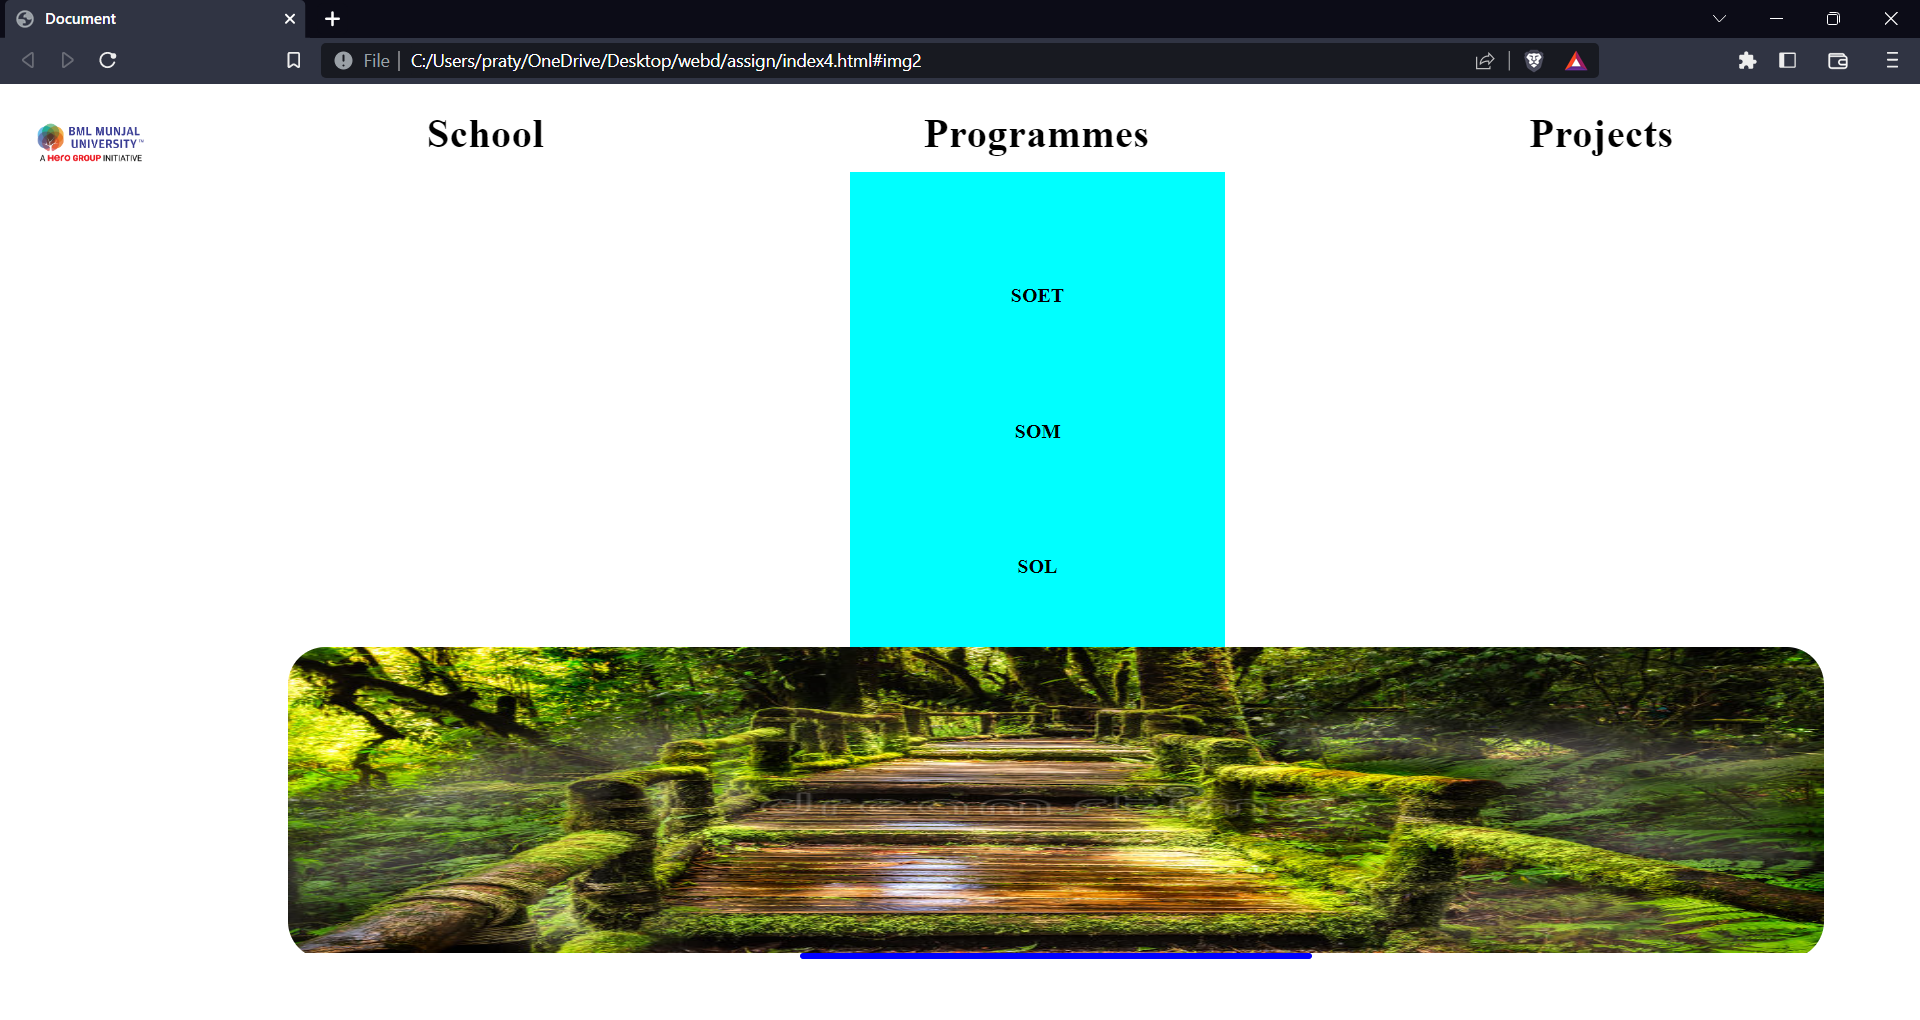 Document
File
C:/Users/praty/OneDrive/Desktop/webd/assign/index4.html#img2
BML MUNJAL
UNIVERSITY™
A Hero GROUP INITIATIVE
School
Programmes
Projects
SOET
SOM
SOL